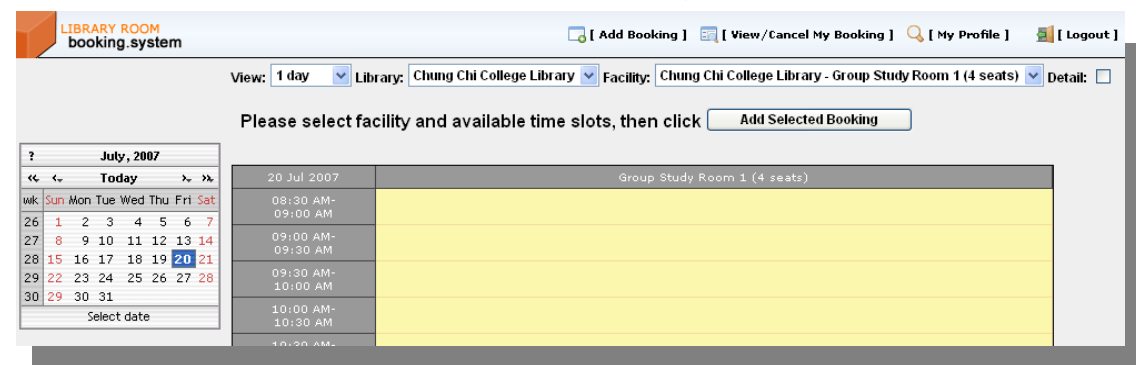 LIBRARY ROOM
booking.system
[ Add Booking ] [ View/Cancel My Booking ] [ My Profile ] [ Logout ]
View: 1 day Library: Chung Chi College Library Facility: Chung Chi College Library - Group Study Room 1 (4 seats) Detail:
Please select facility and available time slots, then click Add Selected Booking
? July, 2007
« ‹ Today › »
wk Sun Mon Tue Wed Thu Fri Sat
26 1 2 3 4 5 6 7
27 8 9 10 11 12 13 14
28 15 16 17 18 19 20 21
29 22 23 24 25 26 27 28
30 29 30 31
Select date
20 Jul 2007 Group Study Room 1 (4 seats)
08:30 AM-
09:00 AM
09:00 AM-
09:30 AM
09:30 AM-
10:00 AM
10:00 AM-
10:30 AM
10:30 AM-